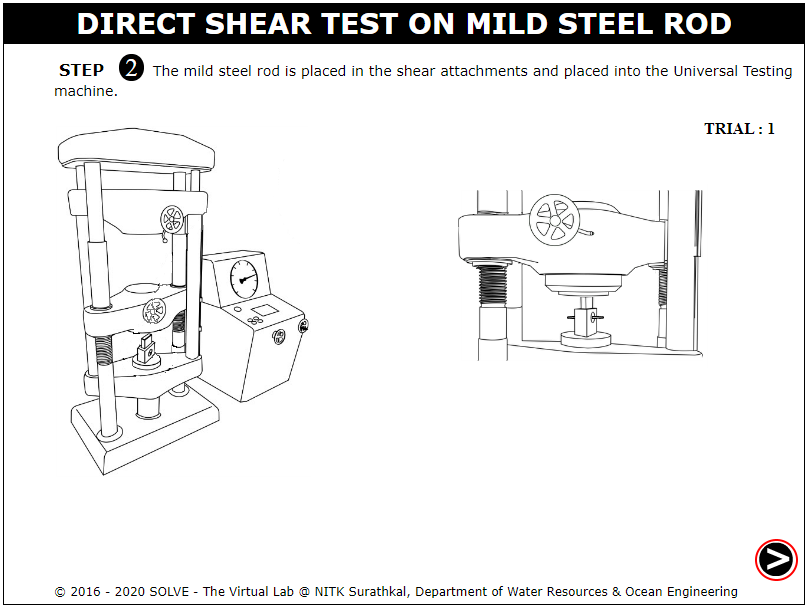 DIRECT SHEAR TEST ON MILD STEEL ROD
STEP 2 The mild steel rod is placed in the shear attachments and placed into the Universal Testing
machine.
TRIAL : 1
© 2016 - 2020 SOLVE - The Virtual Lab @ NITK Surathkal, Department of Water Resources & Ocean Engineering